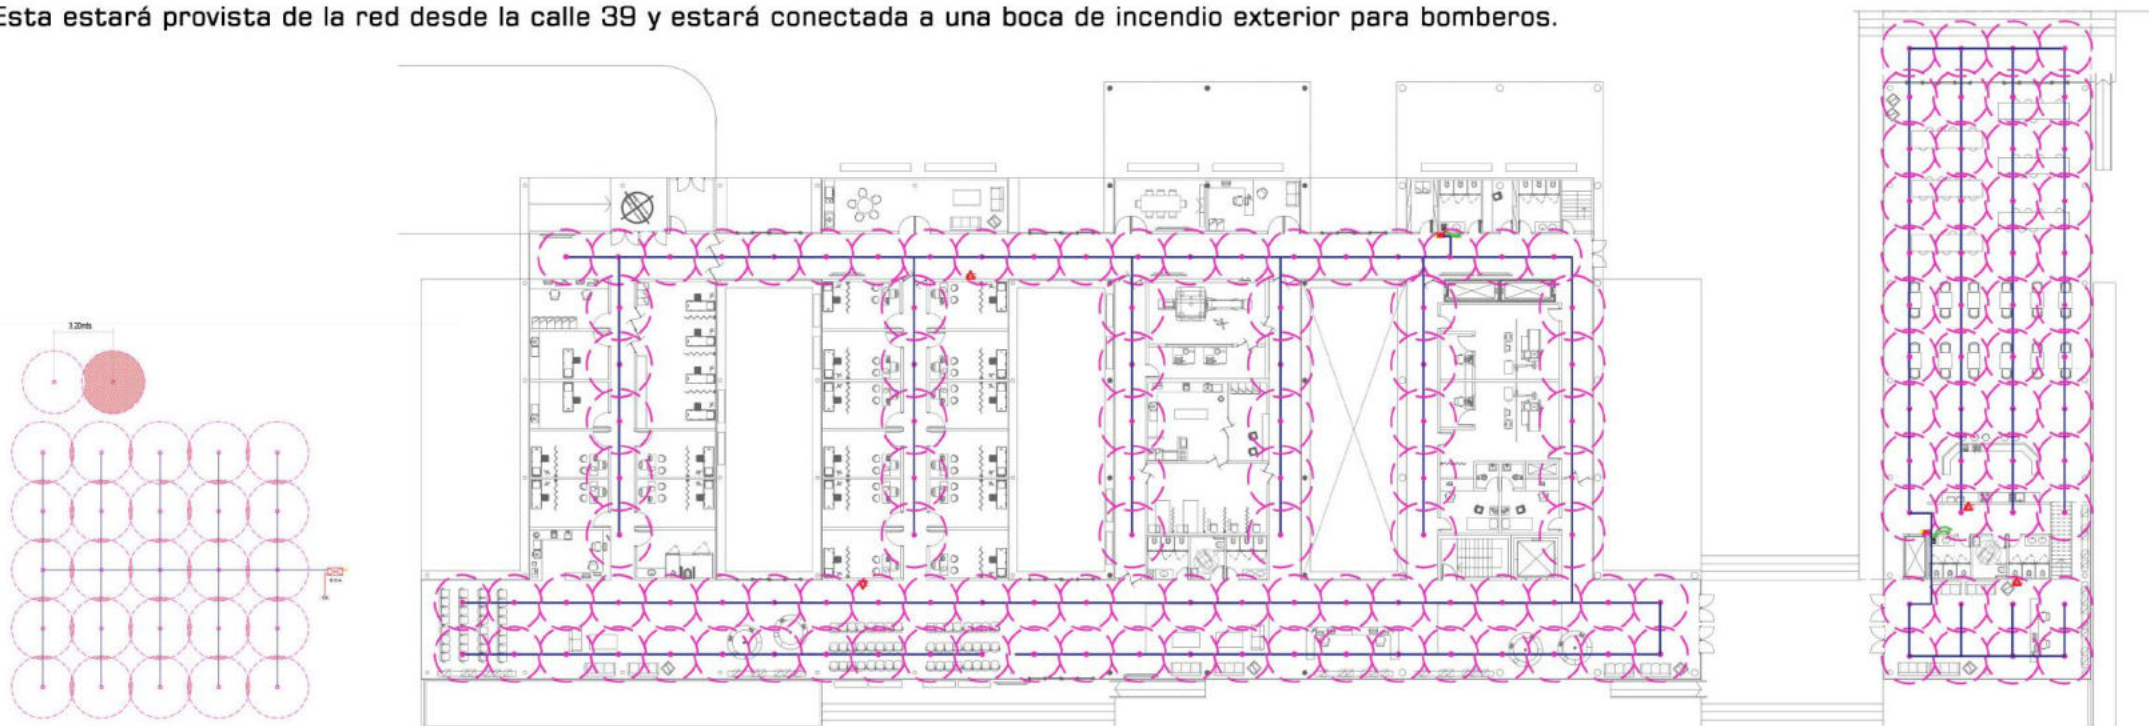 Esta estará provista de la red desde la calle 39 y estará conectada a una boca de incendio exterior para bomberos.
3.20mts